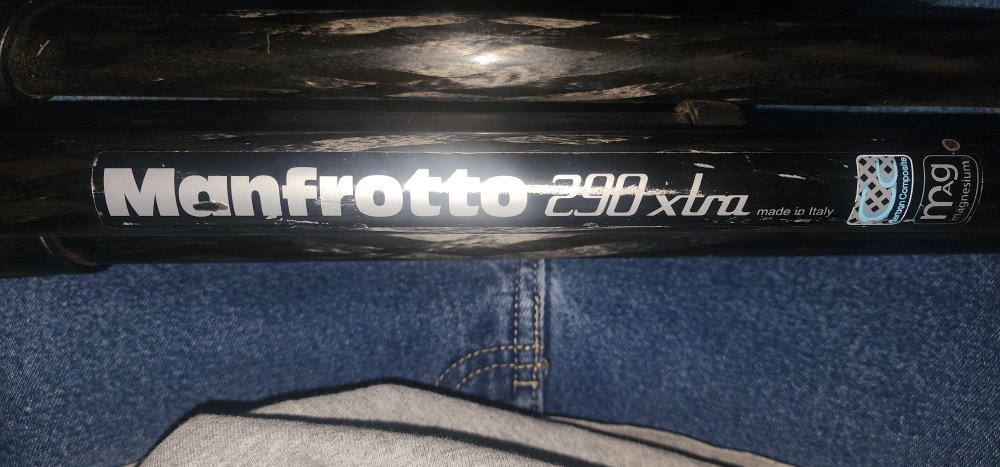 Manfrotto 290 xtra made in Italy
Carbon Composite
mAg
magnesium